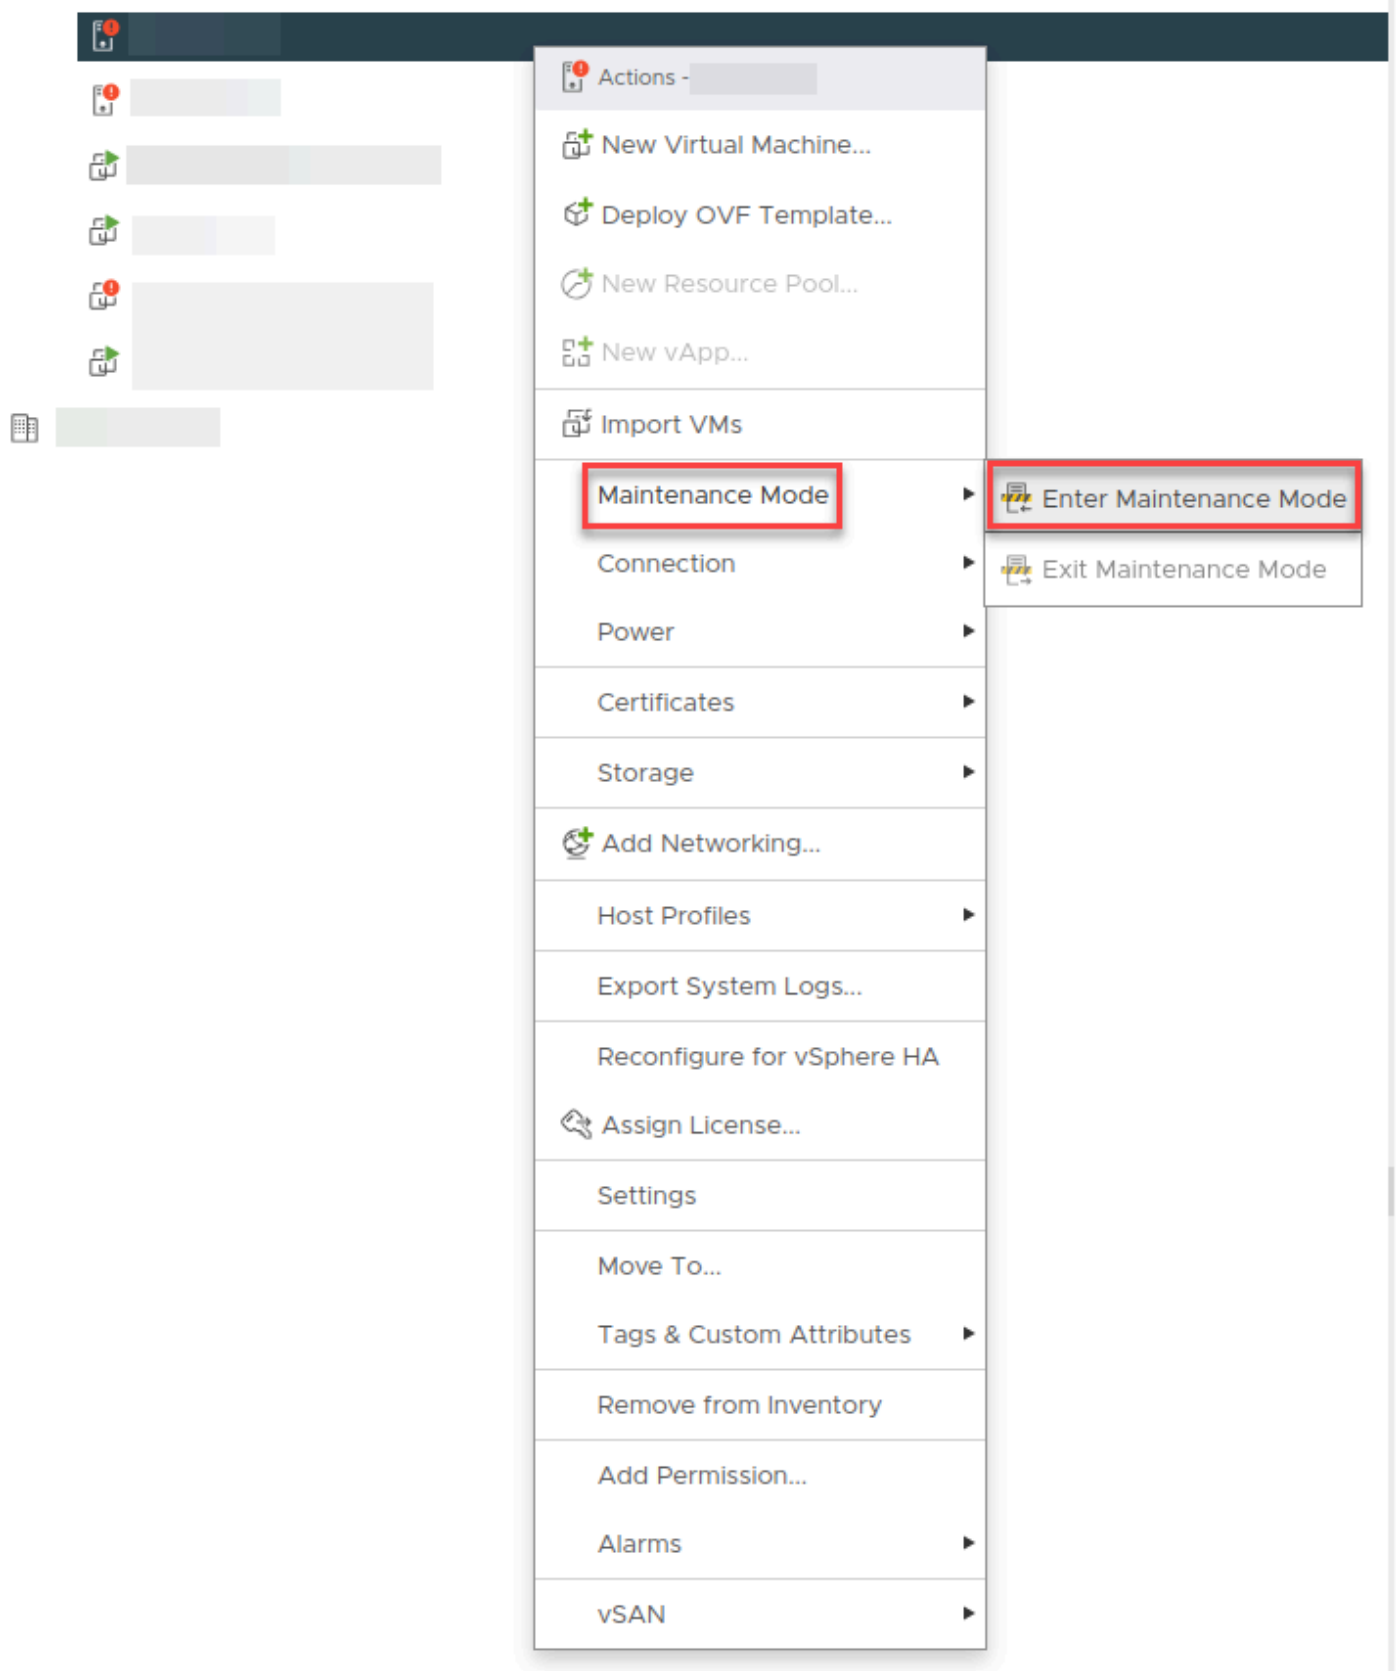 Actions -
New Virtual Machine...
Deploy OVF Template...
New Resource Pool...
New vApp...
Import VMs
Maintenance Mode
Enter Maintenance Mode
Exit Maintenance Mode
Connection
Power
Certificates
Storage
Add Networking...
Host Profiles
Export System Logs...
Reconfigure for vSphere HA
Assign License...
Settings
Move To...
Tags & Custom Attributes
Remove from Inventory
Add Permission...
Alarms
vSAN